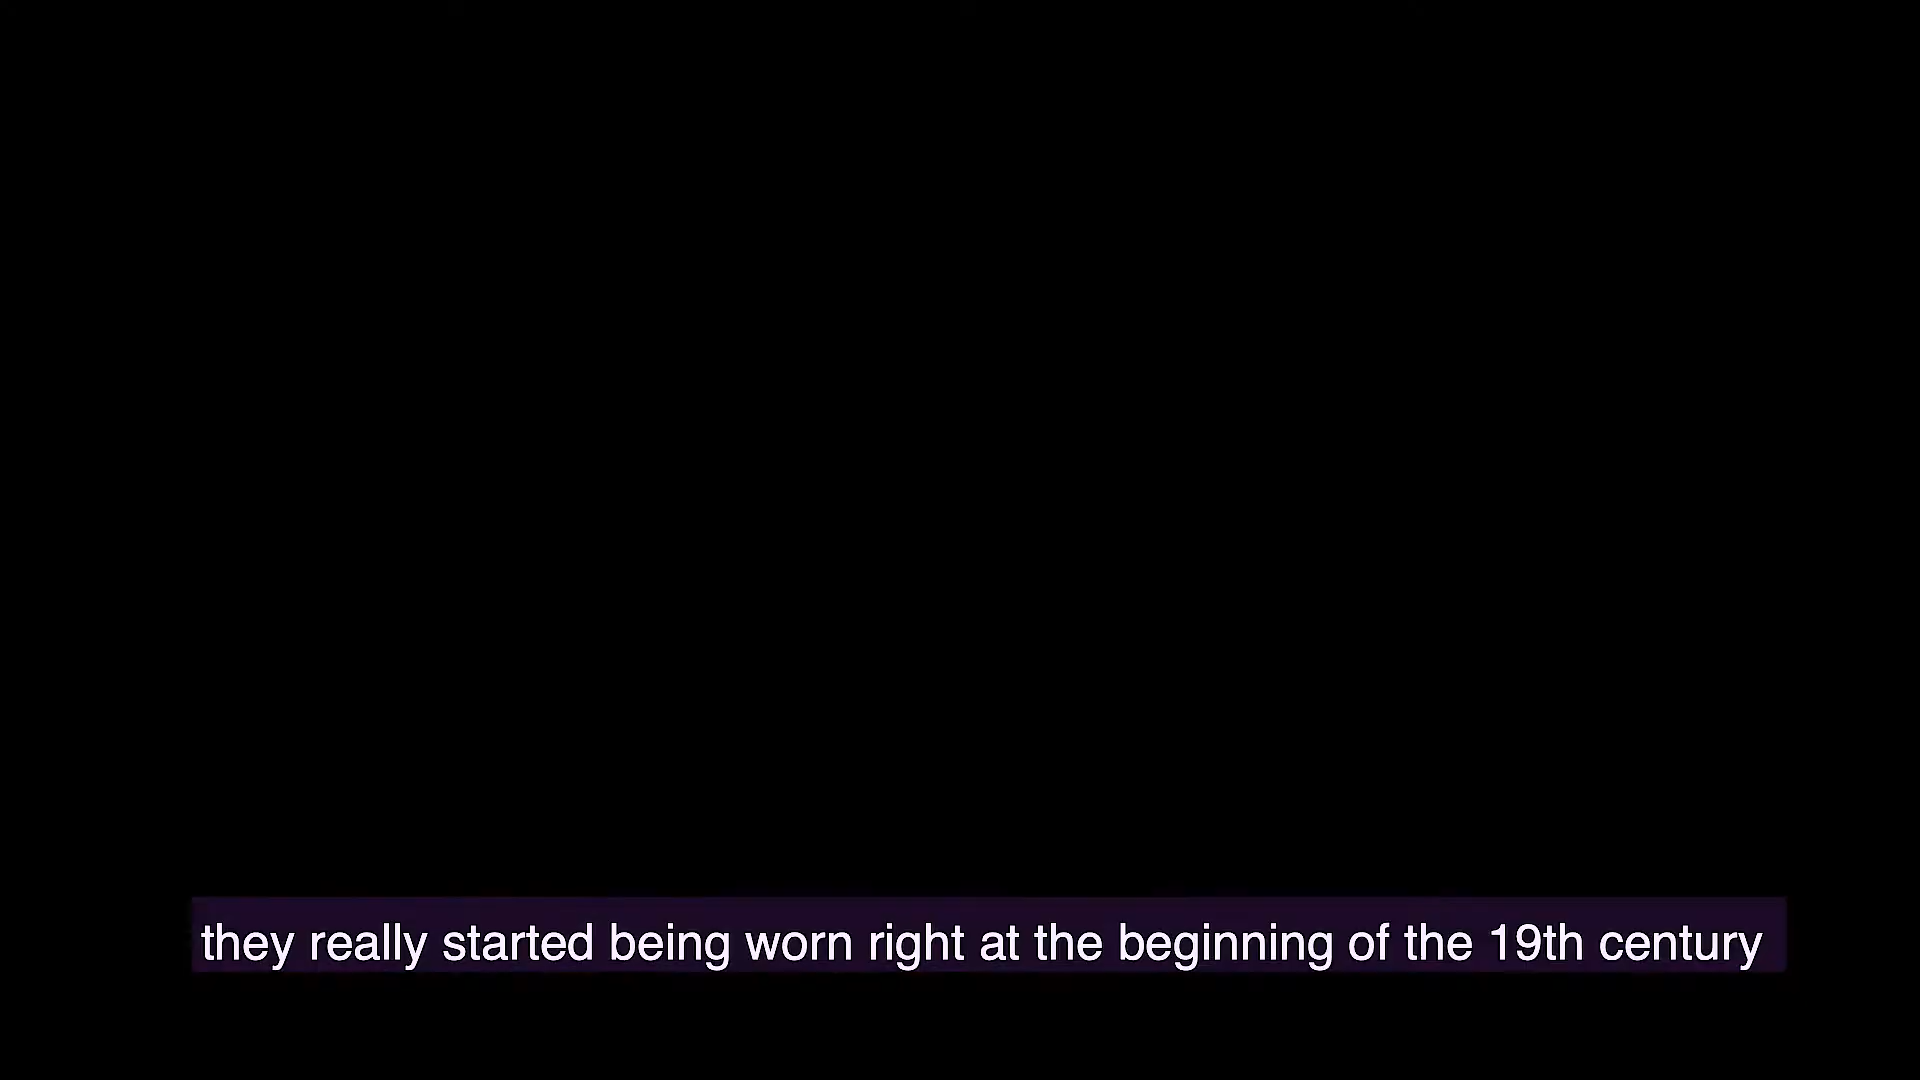 they really started being worn right at the beginning of the 19th century